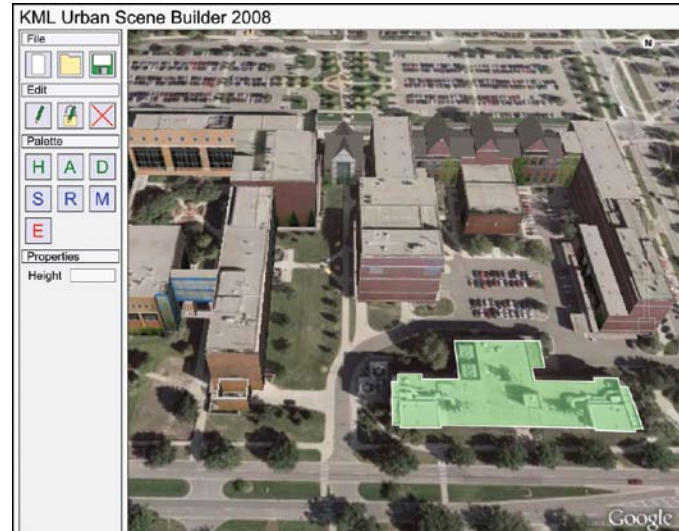 KML Urban Scene Builder 2008
File
Edit
Palette
H A D
S R M
E
Properties
Height
N
Google